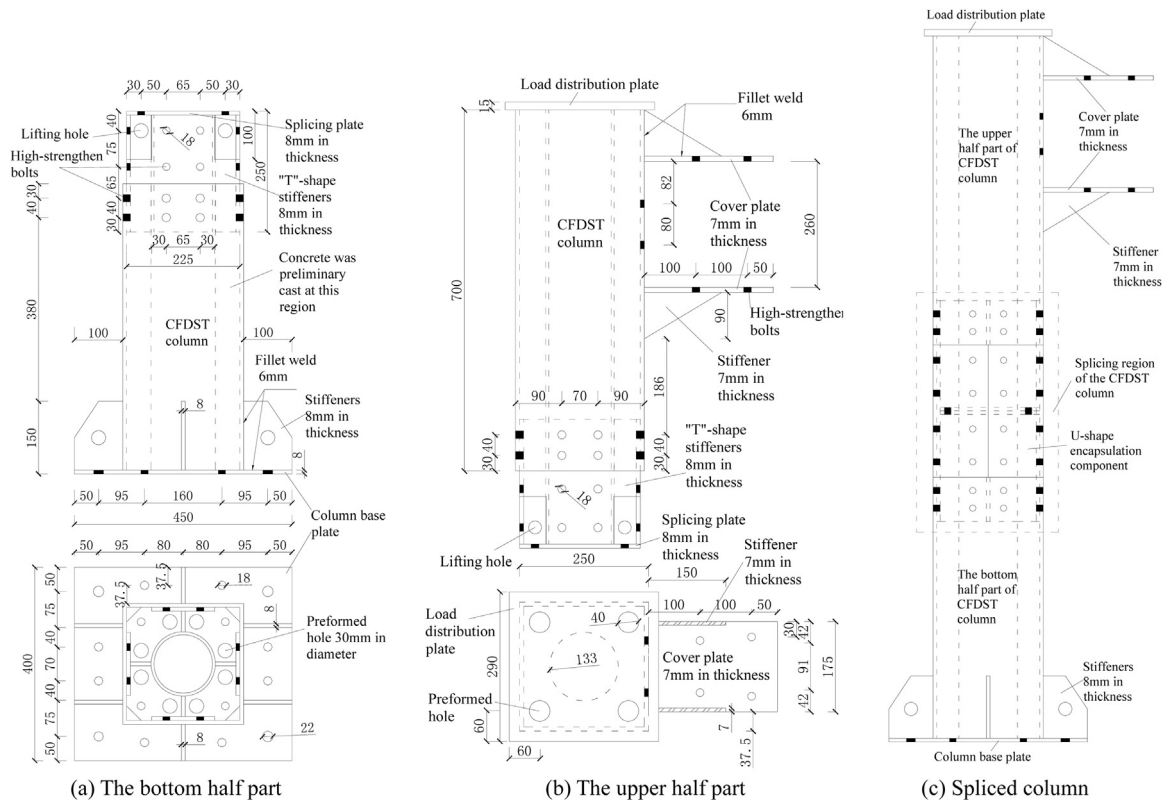 30 50 65 50 30
40
75
65
18
100
250
Lifting hole
High-strengthen
bolts
Splicing plate
8mm in
thickness
"T"-shape
stiffeners
8mm in
thickness
30
40
40
30
30 65 30
225
Concrete was
preliminary
cast at this
region
380
CFDST
column
100
100
Fillet weld
6mm
8
Stiffeners
8mm in
thickness
150
8
50 95 160 95 50
450
Column base
plate
50 95 80 80 95 50
37.5
37.5
18
8
50
75
40
70
40
75
50
400
Preformed
hole 30mm in
diameter
8
22
(a) The bottom half part
Load distribution plate
15
Fillet weld
6mm
82
80
CFDST
column
Cover plate
7mm in
thickness
260
100 100 50
700
High-strengthen
bolts
90
Stiffener
7mm in
thickness
186
90 70 90
40
30
40
30
"T"-shape
stiffeners
8mm in
thickness
18
Splicing plate
8mm in
thickness
Lifting hole
250
Stiffener
7mm in
thickness
150
100 100 50
Load
distribution
plate
40
133
Cover plate
7mm in thickness
30
42
91
42
175
290
Preformed
hole
60
60
7
37.5
(b) The upper half part
Load distribution plate
Cover plate
7mm in
thickness
The upper
half part of
CFDST
column
Stiffener
7mm in
thickness
Splicing region
of the CFDST
column
U-shape
encapsulation
component
The bottom
half part of
CFDST
column
Stiffeners
8mm in
thickness
Column base plate
(c) Spliced column